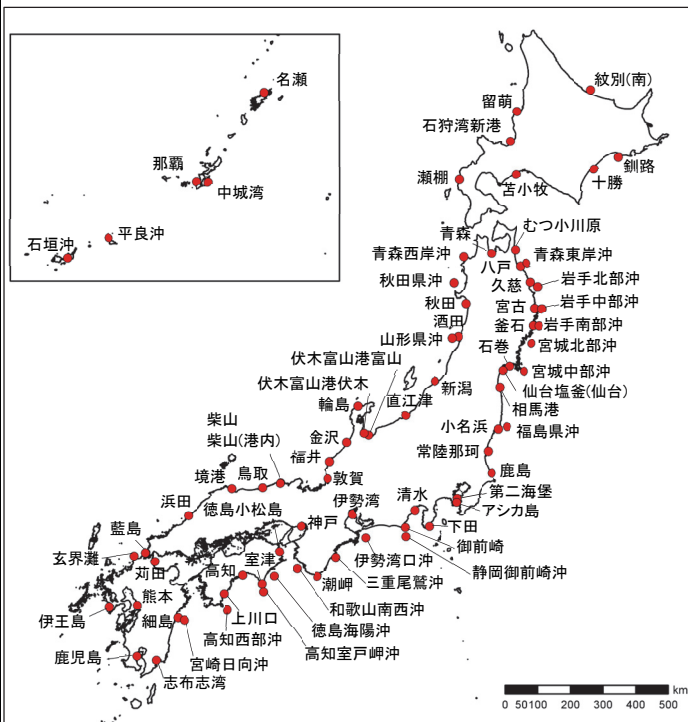 名瀬
那覇
中城湾
平良沖
石垣沖
紋別(南)
留萌
石狩湾新港
釧路
十勝
瀬棚
苫小牧
むつ小川原
青森
青森東岸沖
青森西岸沖
八戸
久慈
岩手北部沖
秋田県沖
宮古
岩手中部沖
秋田
釜石
岩手南部沖
酒田
石巻
宮城北部沖
山形県沖
宮城中部沖
伏木富山港富山
仙台塩釜(仙台)
伏木富山港伏木
新潟
相馬港
輪島
直江津
小名浜
福島県沖
柴山
柴山(港内)
金沢
常陸那珂
福井
鹿島
境港
鳥取
敦賀
伊勢湾
清水
第二海堡
アシカ島
浜田
徳島小松島
神戸
下田
御前崎
藍島
伊勢湾口沖
静岡御前崎沖
玄界灘
室津
三重尾鷲沖
苅田
高知
潮岬
熊本
上川口
和歌山南西沖
伊王島
細島
高知西部沖
徳島海陽沖
鹿児島
宮崎日向沖
高知室戸岬沖
志布志湾
km
0 50 100 200 300 400 500